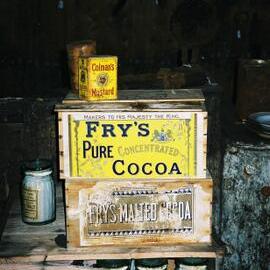 Colman's
Mustard
MAKERS TO HIS MAJESTY THE KING
FRY'S
PURE CONCENTRATED
COCOA
FRY'S MALTED COCOA